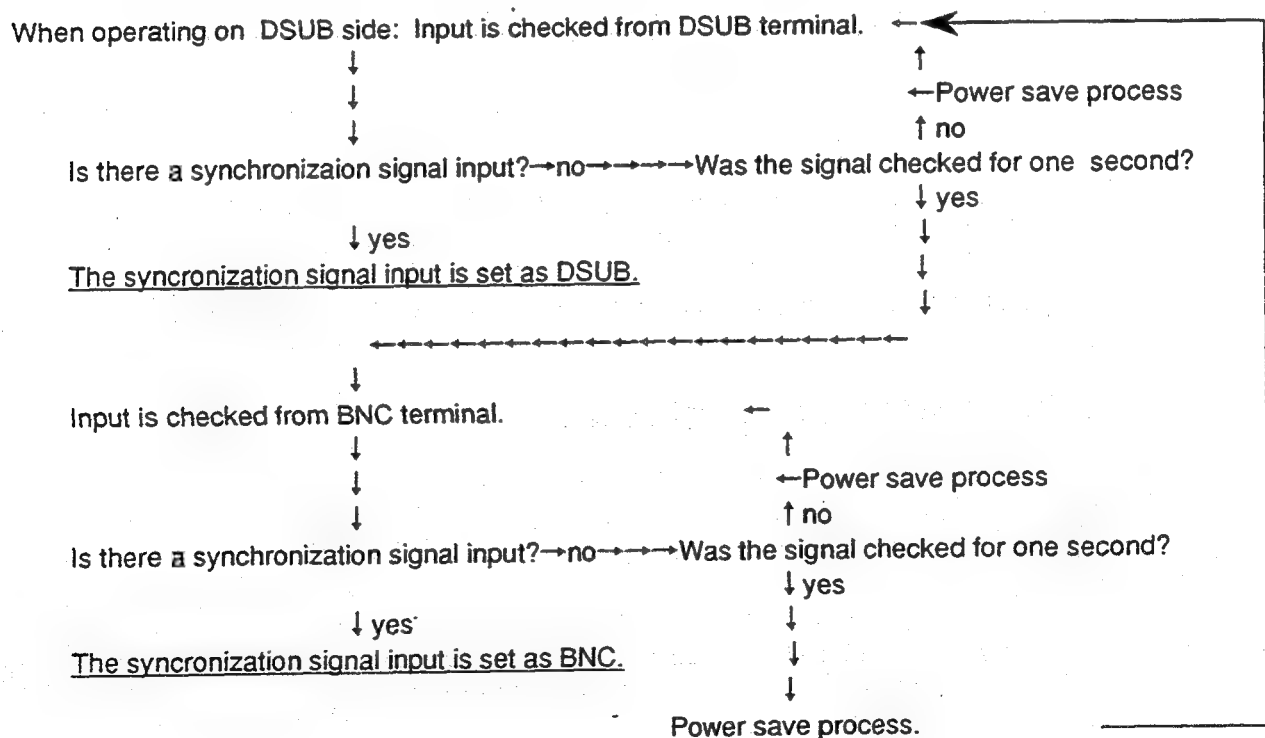 When operating on DSUB side: Input is checked from DSUB terminal. ←
↓ ↑
↓ ←Power save process
↓ ↑ no
Is there a synchronizaion signal input?→no→→→→Was the signal checked for one second?
↓ yes
↓ yes ↓
The syncronization signal input is set as DSUB. ↓
↓
←←←←←←←←←←←←←←←←←←←←
↓
Input is checked from BNC terminal. ←
↓ ↑
↓ ←Power save process
↓ ↑ no
Is there a synchronization signal input?→no→→→Was the signal checked for one second?
↓ yes
↓ yes ↓
The syncronization signal input is set as BNC. ↓
↓
Power save process.